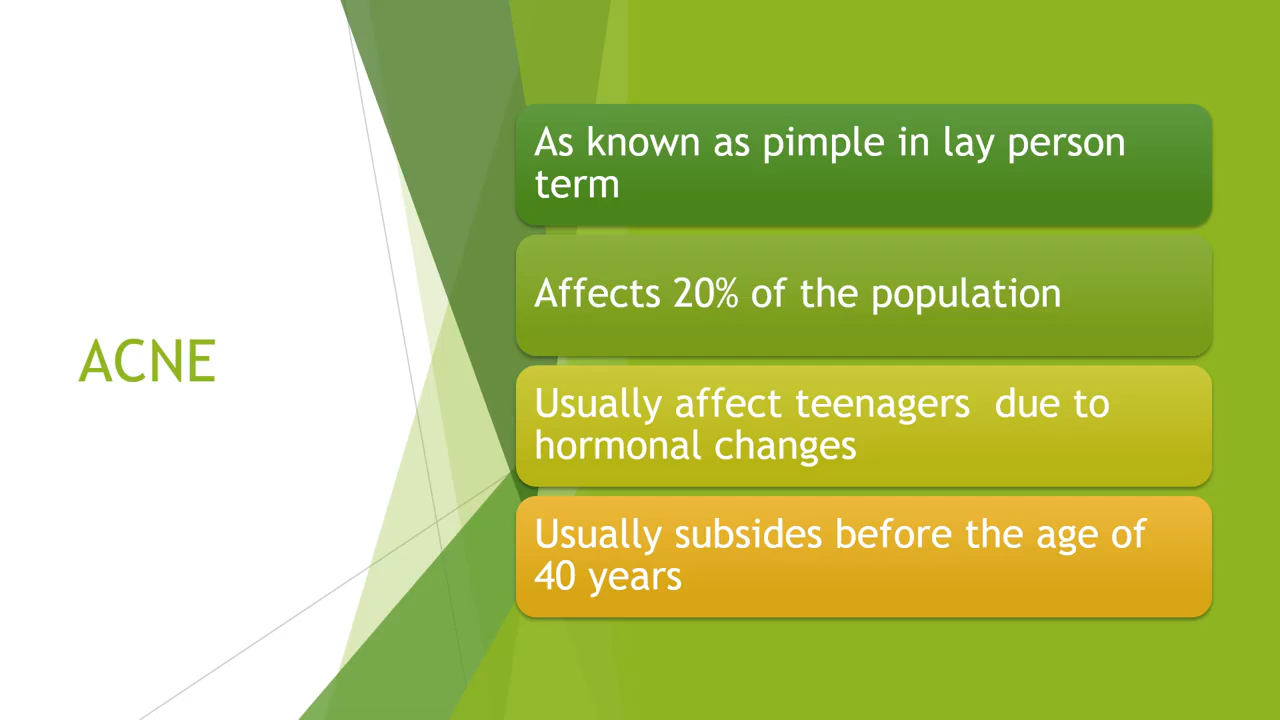 ACNE
As known as pimple in lay person
term
Affects 20% of the population
Usually affect teenagers  due to
hormonal changes
Usually subsides before the age of
40 years